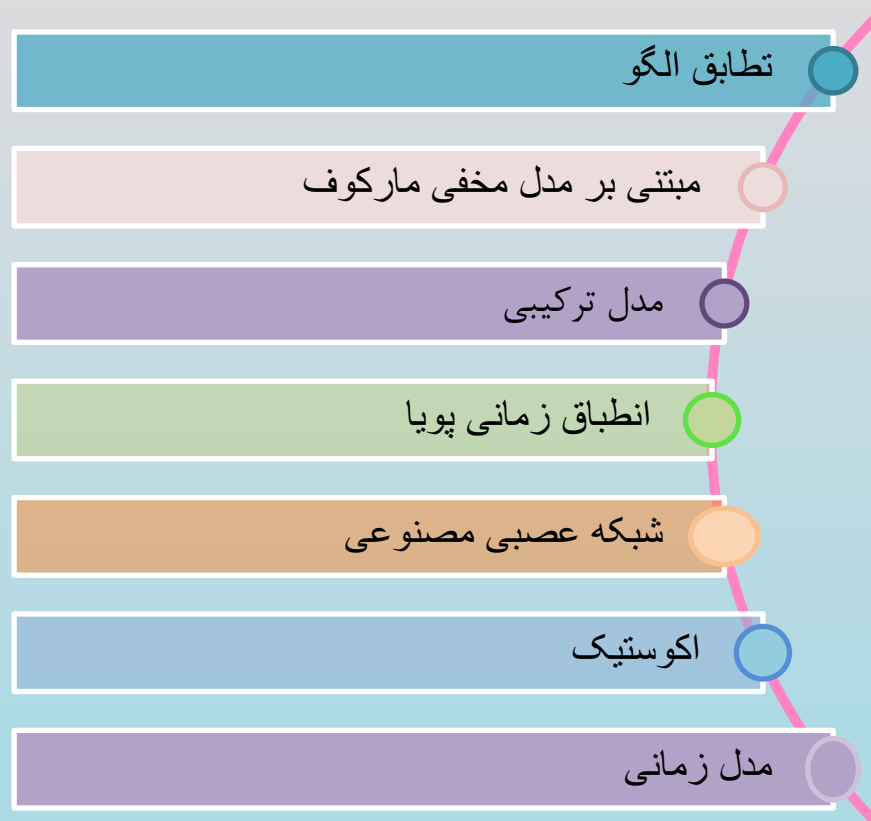 تطابق الگو
مبتنی بر مدل مخفی مارکوف
مدل ترکیبی
انطباق زمانی پویا
شبکه عصبی مصنوعی
اکوستیک
مدل زمانی